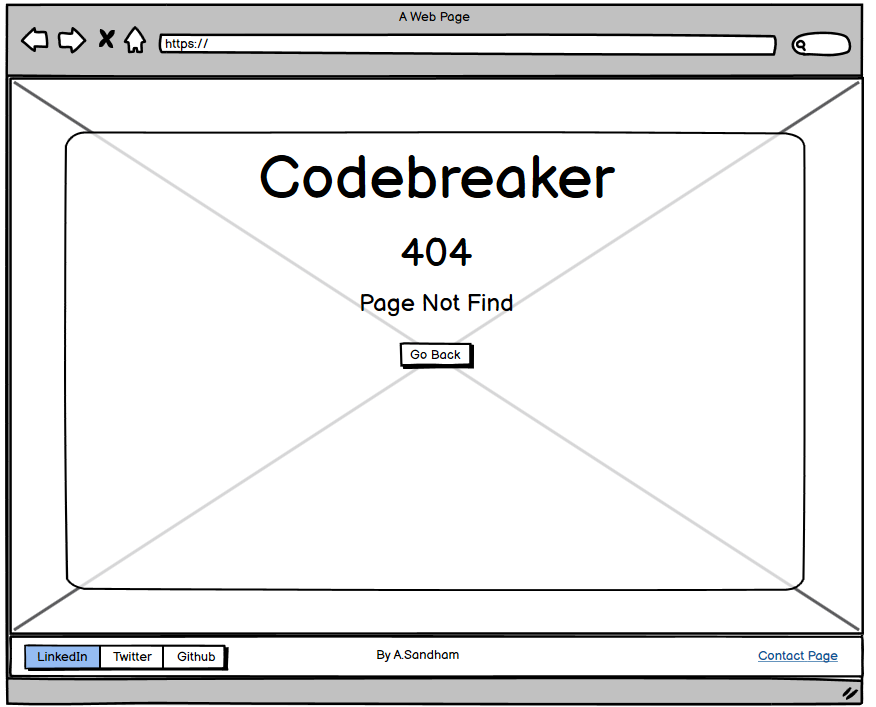 A Web Page
https://
Codebreaker
404
Page Not Find
Go Back
LinkedIn Twitter Github By A.Sandham Contact Page